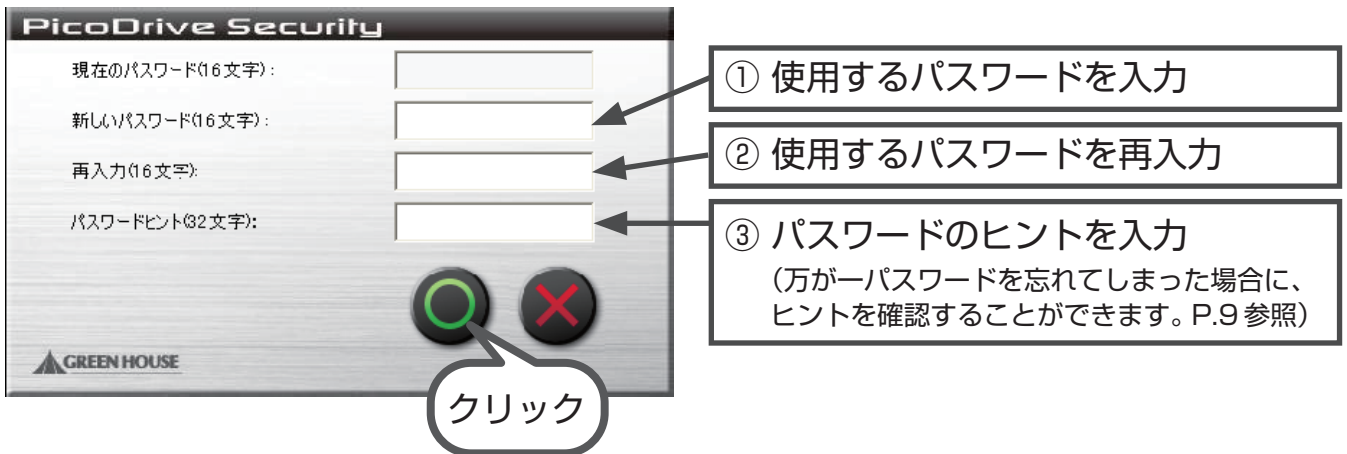 PicoDrive Security
現在のパスワード(16文字):
新しいパスワード(16文字):
再入力(16文字):
パスワードヒント(32文字):
GREEN HOUSE
クリック
① 使用するパスワードを入力
② 使用するパスワードを再入力
③ パスワードのヒントを入力
(万が一パスワードを忘れてしまった場合に、
ヒントを確認することができます。P.9 参照)